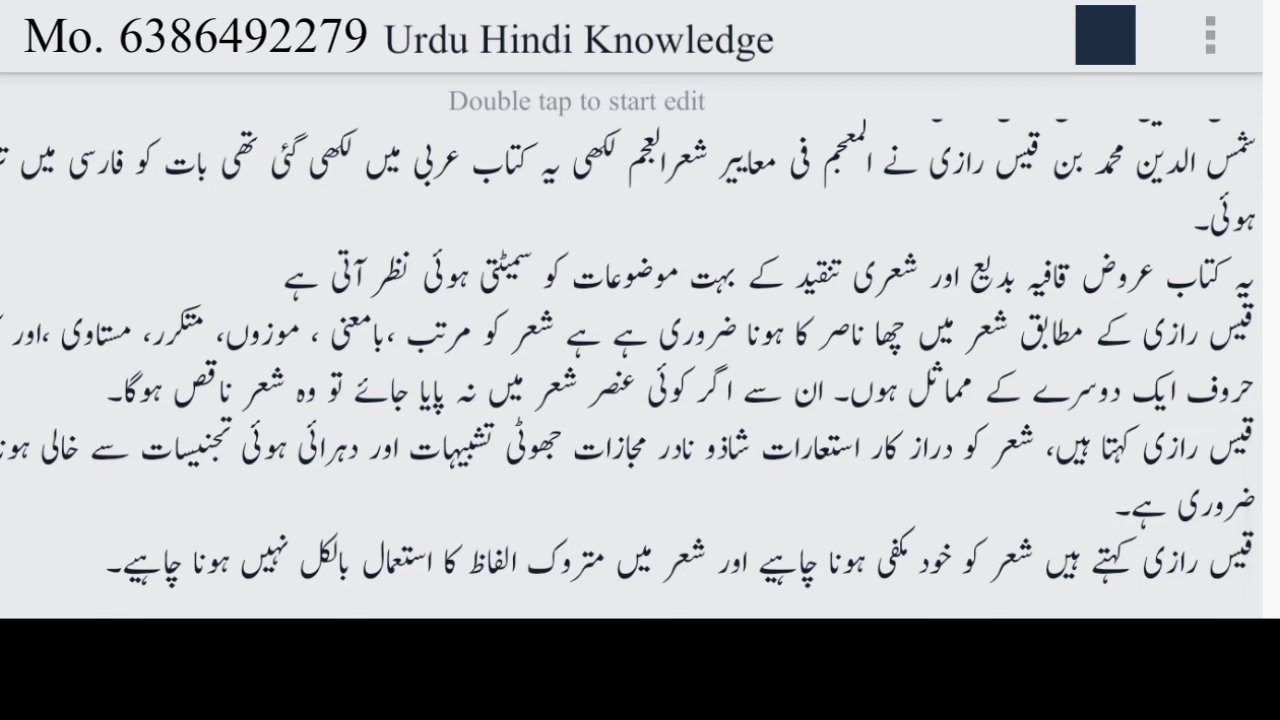 Mo. 6386492279 Urdu Hindi Knowledge
Double tap to start edit
شمس الدین محمد بن قیس رازی نے المعجم فی معاییر شعرالعجم لکھی یہ کتاب عربی میں لکھی گئی تھی بات کو فارسی میں
ہوئی۔
یہ کتاب عروض قافیہ بدیع اور شعری تنقید کے بہت موضوعات کو سمیٹتی ہوئی نظر آتی ہے
قیس رازی کے مطابق شعر میں چھا ناصر کا ہونا ضروری ہے ہے شعر کو مرتب ،بامعنی ، موزوں، متکرر، مستاوی ،اور
حروف ایک دوسرے کے مماثل ہوں۔ ان سے اگر کوئی عنصر شعر میں نہ پایا جائے تو وہ شعر ناقص ہوگا۔
قیس رازی کہتا ہیں، شعر کو دراز کار استعارات شاذو نادر مجازات جھوٹی تشبیہات اور دہرائی ہوئی تجنیسات سے خالی
ضروری ہے۔
قیس رازی کہتے ہیں شعر کو خود مکفی ہونا چاہیے اور شعر میں متروک الفاظ کا استعمال بالکل نہیں ہونا چاہیے۔